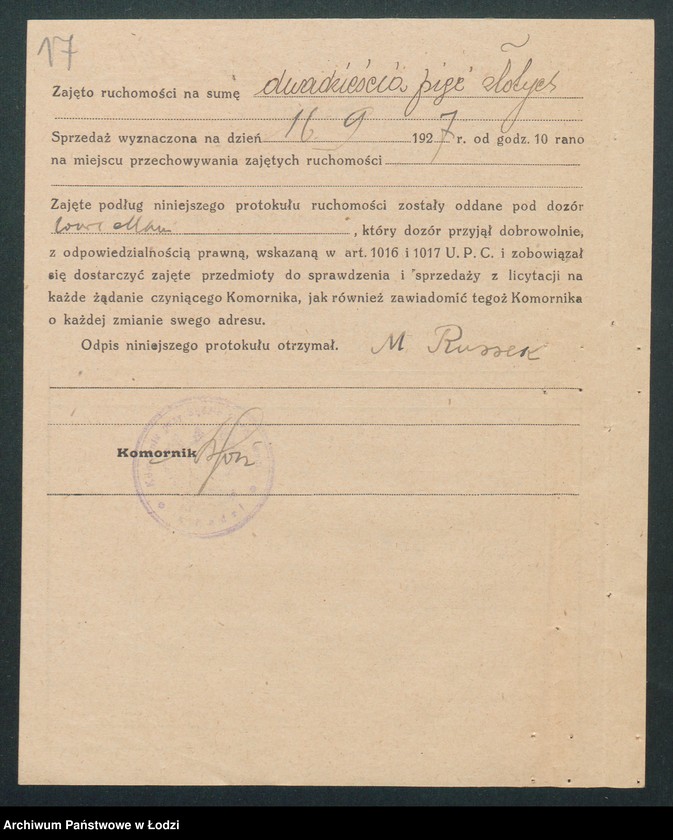 17
Zajęto ruchomości na sumę dwadzieścia pięć złotych
Sprzedaż wyznaczona na dzień 16 9 1927 r. od godz. 10 rano
na miejscu przechowywania zajętych ruchomości
Zajęte podług niniejszego protokułu ruchomości zostały oddane pod dozór
, który dozór przyjął dobrowolnie,
z odpowiedzialnością prawną, wskazaną w art. 1016 i 1017 U. P. C. i zobowiązał
się dostarczyć zajęte przedmioty do sprawdzenia i sprzedaży z licytacji na
każde żądanie czyniącego Komornika, jak również zawiadomić tegoż Komornika
o każdej zmianie swego adresu.
Odpis niniejszego protokułu otrzymał. M Russek
Komornik
Archiwum Państwowe w Łodzi